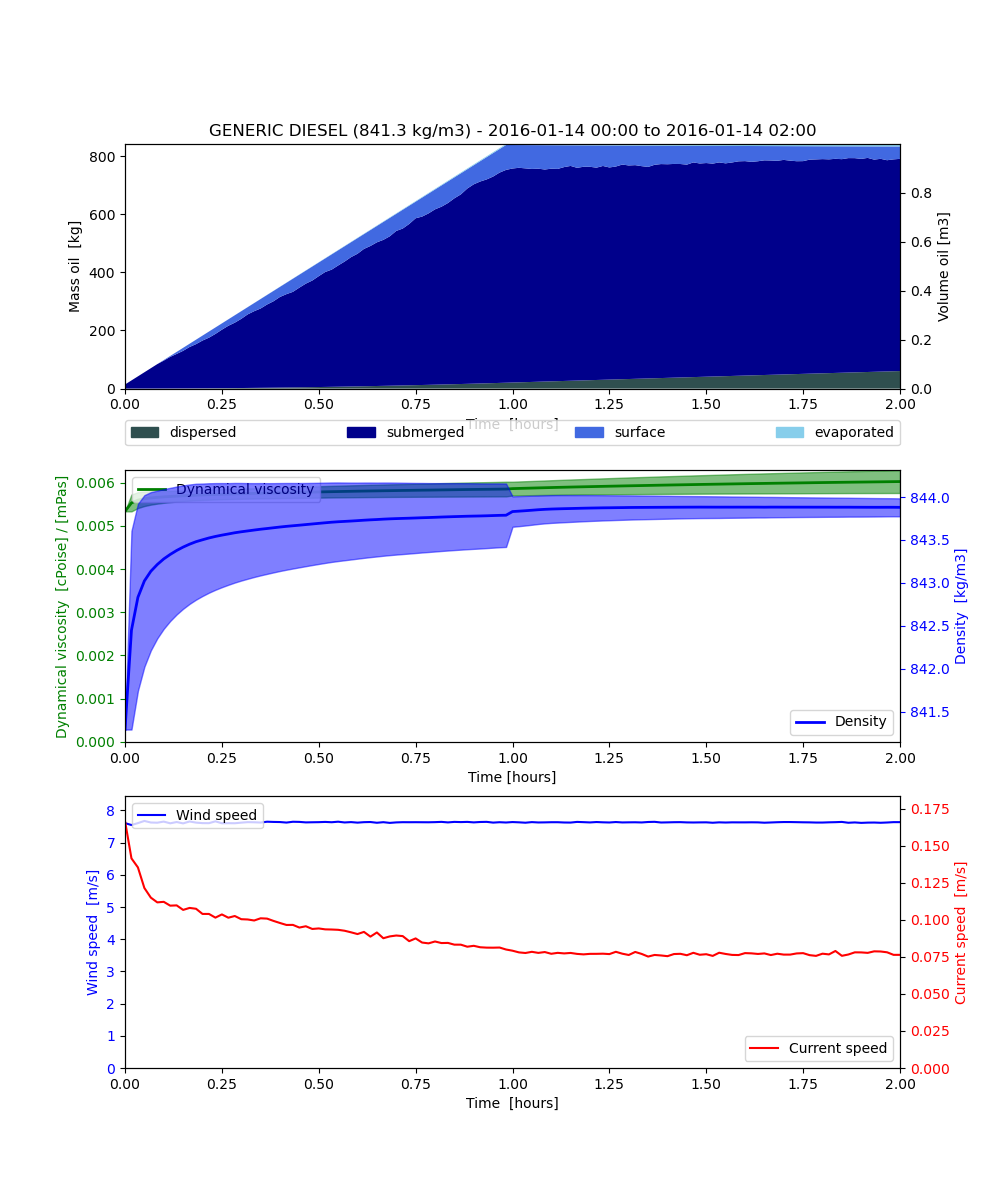 GENERIC DIESEL (841.3 kg/m3) - 2016-01-14 00:00 to 2016-01-14 02:00
Mass oil [kg]
800
600
400
200
0
Volume oil [m3]
0.8
0.6
0.4
0.2
0.0
0.00 0.25 0.50 0.75 1.00 1.25 1.50 1.75 2.00
Time [hours]
dispersed submerged surface evaporated
Dynamical viscosity [cPoise] / [mPas]
0.006
0.005
0.004
0.003
0.002
0.001
0.000
Dynamical viscosity
Density [kg/m3]
844.0
843.5
843.0
842.5
842.0
841.5
Density
0.00 0.25 0.50 0.75 1.00 1.25 1.50 1.75 2.00
Time [hours]
Wind speed [m/s]
8
7
6
5
4
3
2
1
0
Wind speed
Current speed [m/s]
0.175
0.150
0.125
0.100
0.075
0.050
0.025
0.000
Current speed
0.00 0.25 0.50 0.75 1.00 1.25 1.50 1.75 2.00
Time [hours]